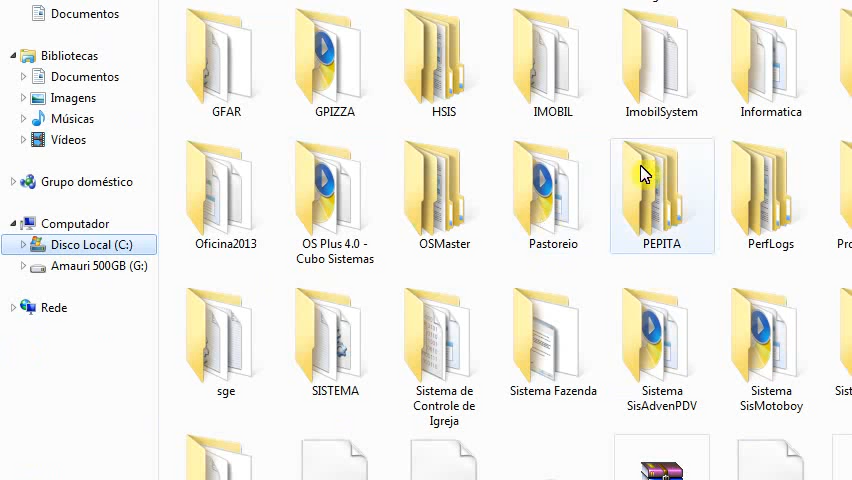 Documentos
Bibliotecas
Documentos
Imagens
Músicas
Vídeos
Grupo doméstico
Computador
Disco Local (C:)
Amauri 500GB (G:)
Rede
GFAR
GPIZZA
HSIS
IMOBIL
ImobilSystem
Informatica
Oficina2013
OS Plus 4.0 -
Cubo Sistemas
OSMaster
Pastoreio
PEPITA
PerfLogs
sge
SISTEMA
Sistema de
Controle de
Igreja
Sistema Fazenda
Sistema
SisAdvenPDV
Sistema
SisMotoboy